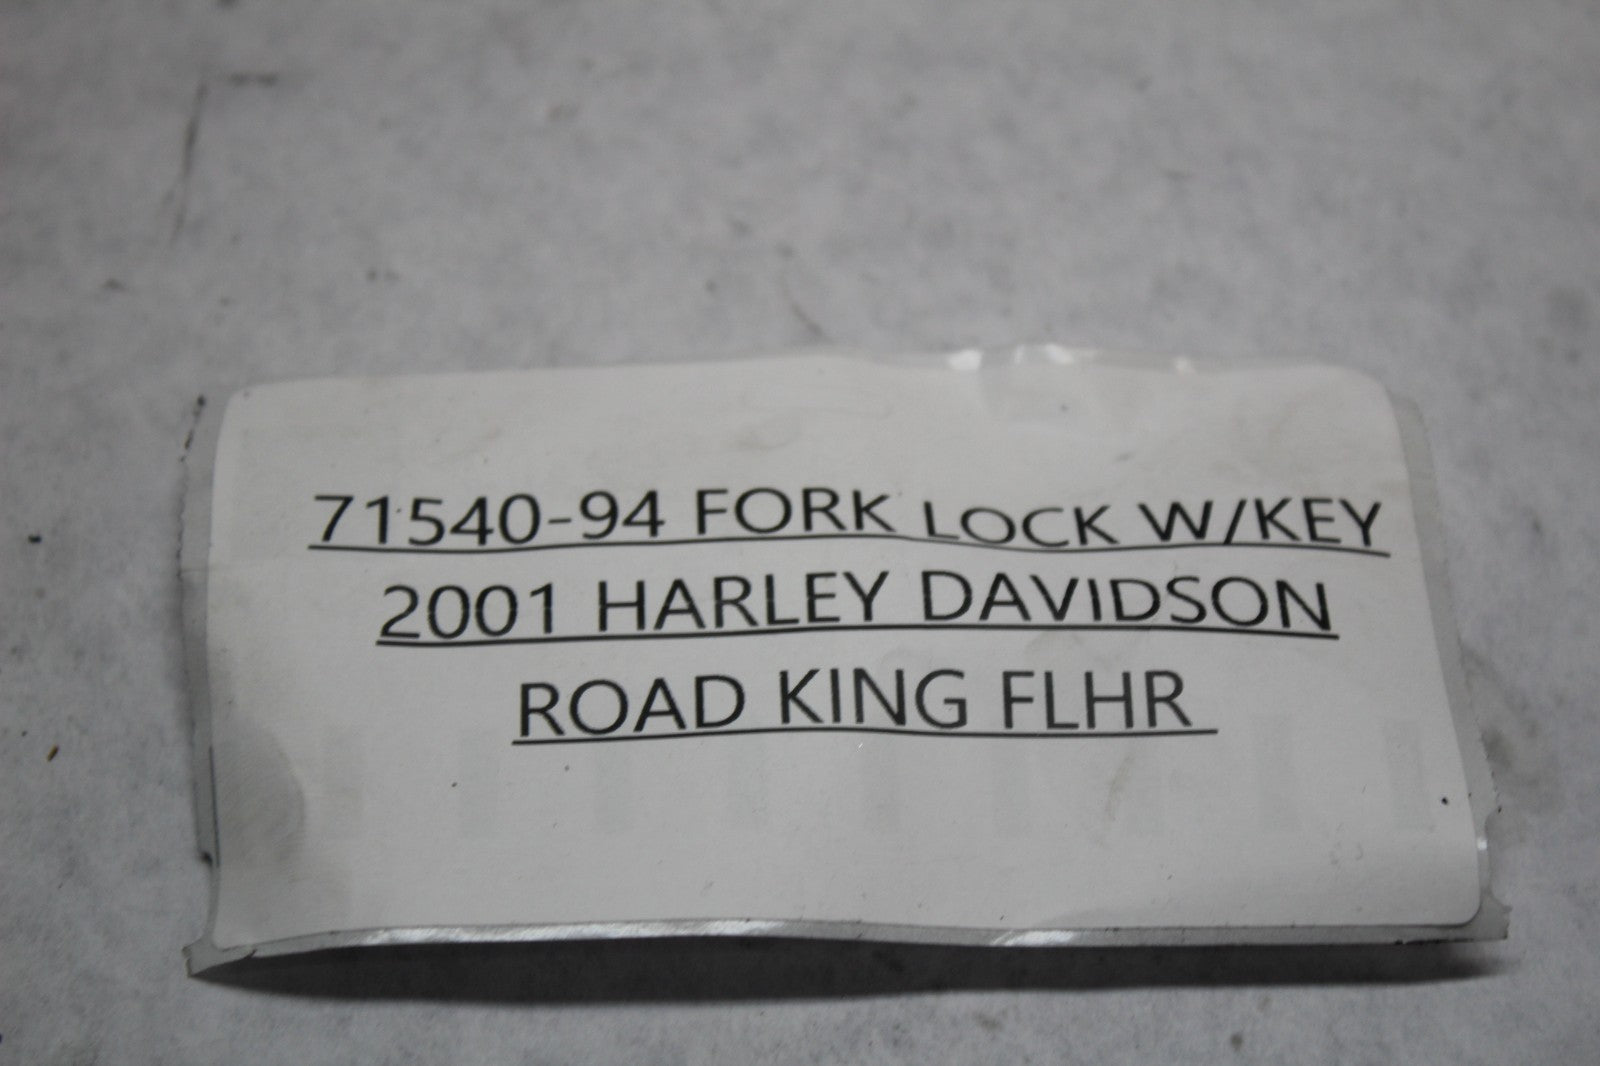 71540-94 FORK LOCK W/KEY
2001 HARLEY DAVIDSON
ROAD KING FLHR